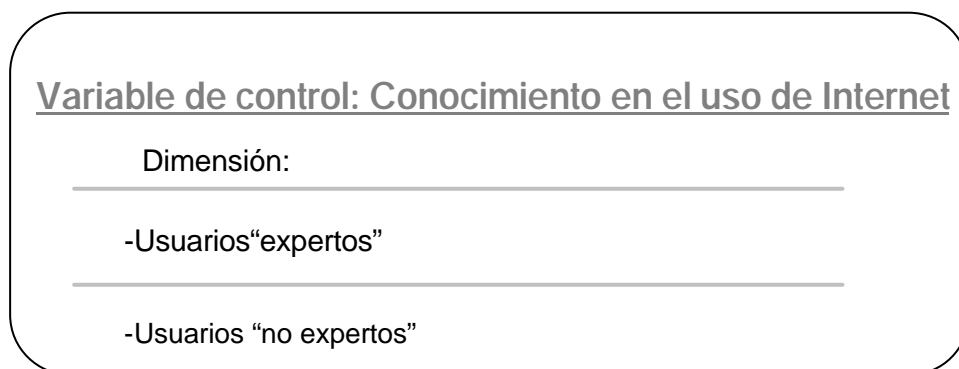 Variable de control: Conocimiento en el uso de Internet
Dimensión:
-Usuarios“expertos”
-Usuarios “no expertos”